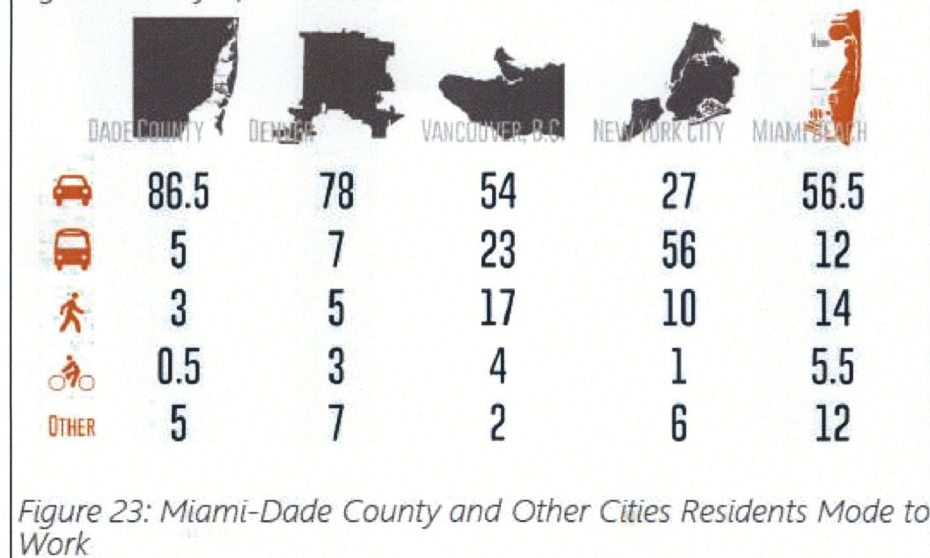 DADE COUNTY DENVER VANCOUVER, B.C. NEW YORK CITY MIAMI BEACH
86.5 78 54 27 56.5
5 7 23 56 12
3 5 17 10 14
0.5 3 4 1 5.5
OTHER 5 7 2 6 12
Figure 23: Miami-Dade County and Other Cities Residents Mode to
Work